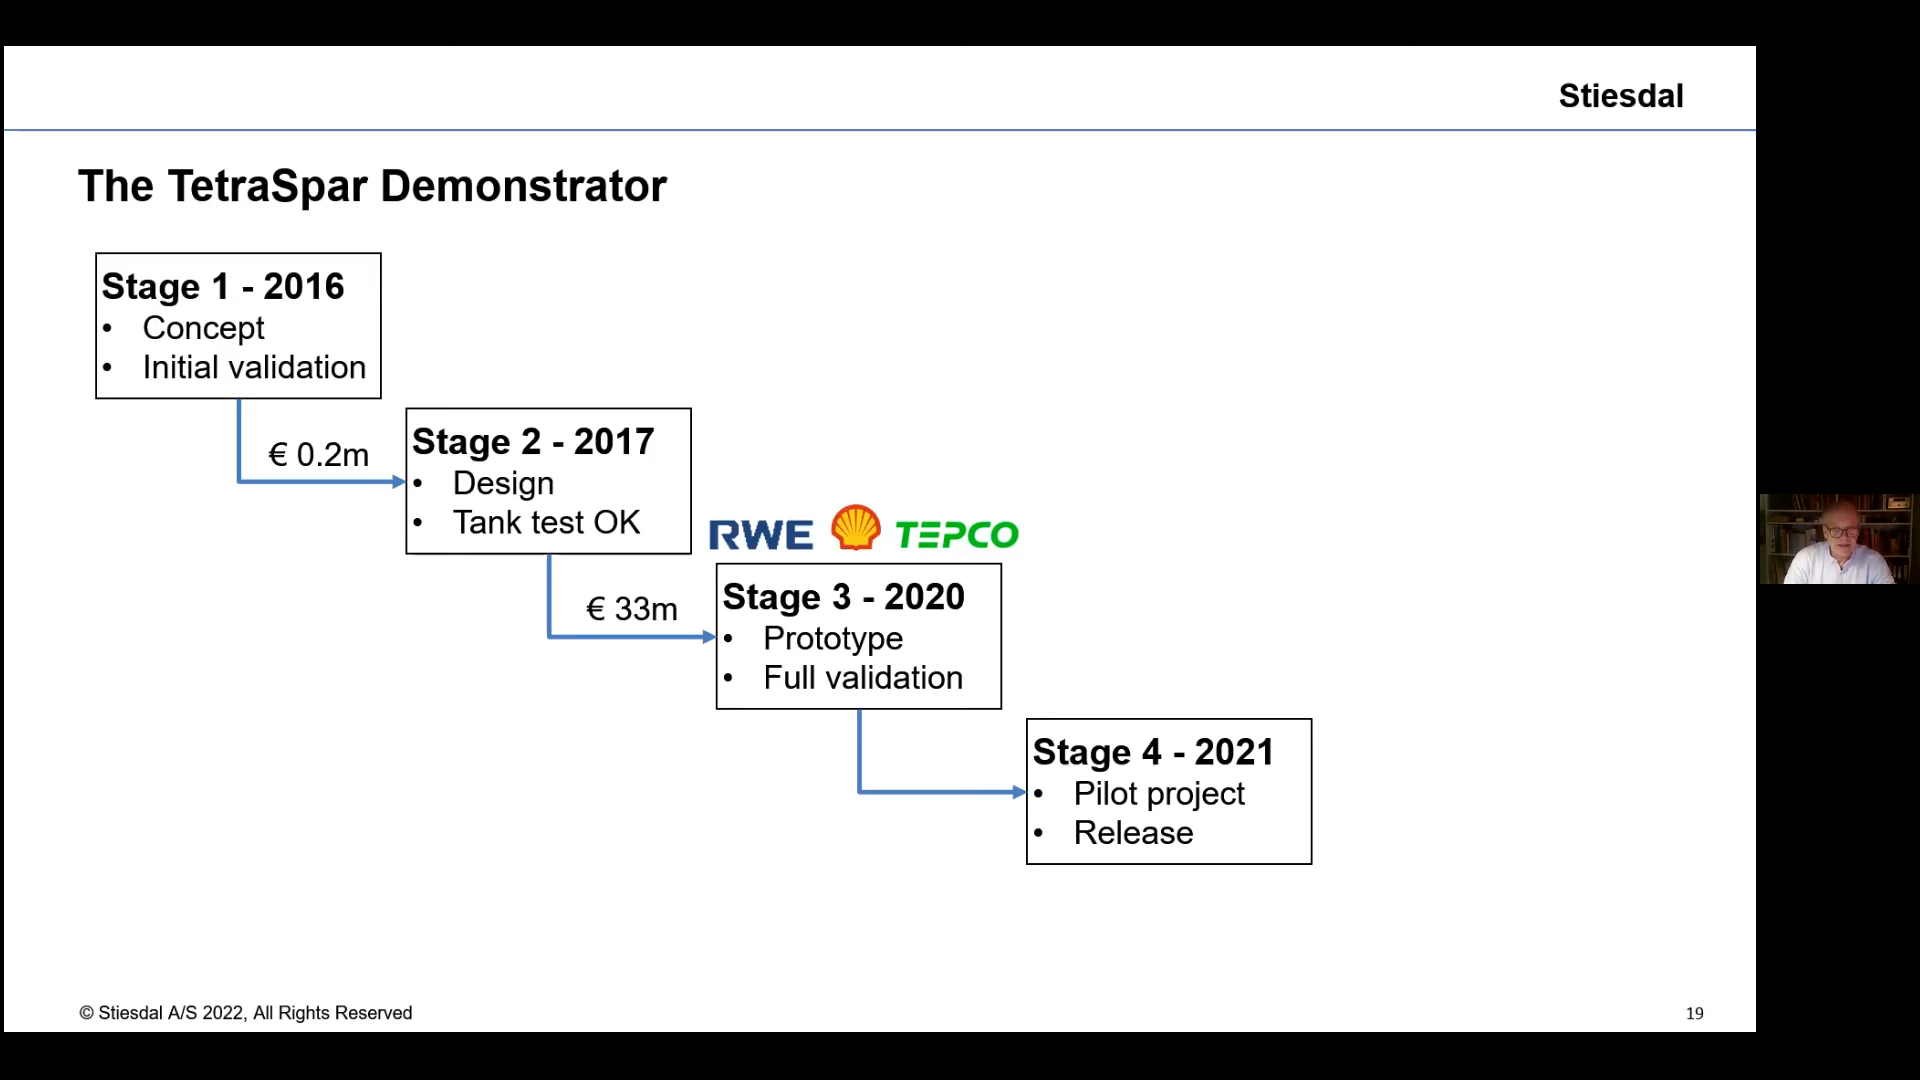 Stiesdal
The TetraSpar Demonstrator
Stage 1 - 2016
• Concept
• Initial validation
€ 0.2m
Stage 2 - 2017
• Design
• Tank test OK
RWE TEPCO
€ 33m
Stage 3 - 2020
• Prototype
• Full validation
Stage 4 - 2021
• Pilot project
• Release
© Stiesdal A/S 2022, All Rights Reserved
19